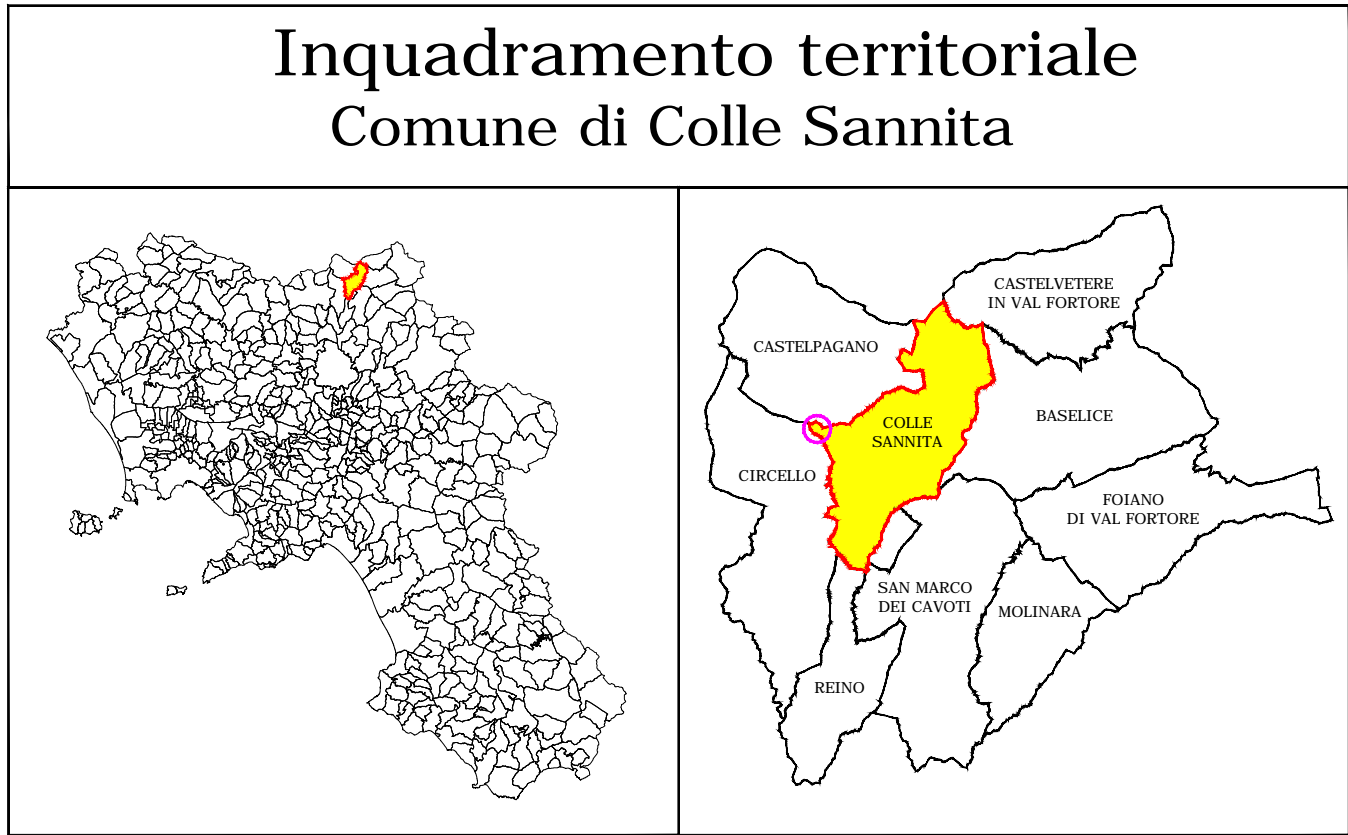 Inquadramento territoriale
Comune di Colle Sannita
CASTELVETERE
IN VAL FORTORE
CASTELPAGANO
COLLE
SANNITA
BASELICE
CIRCELLO
FOIANO
DI VAL FORTORE
SAN MARCO
DEI CAVOTI
MOLINARA
REINO